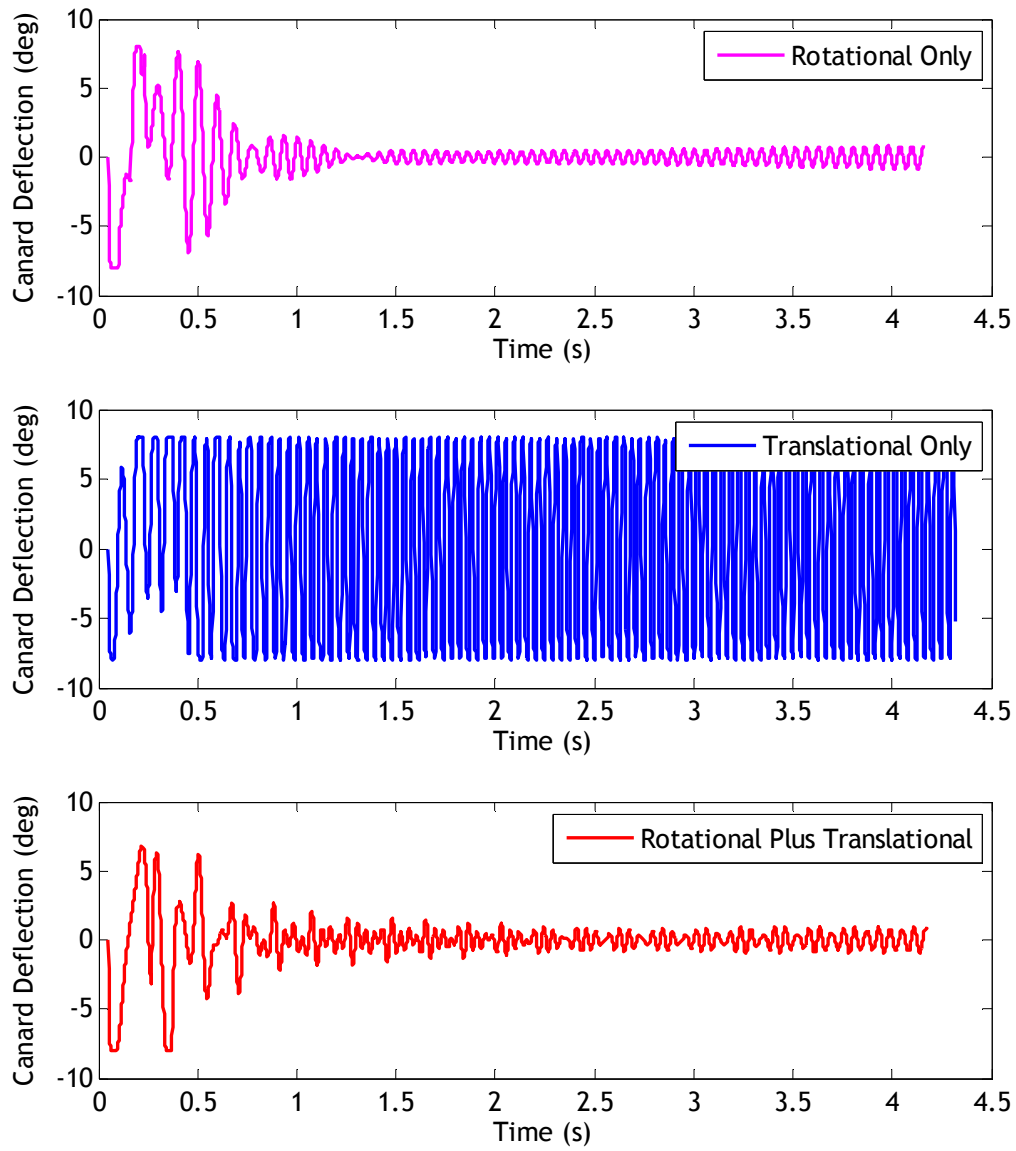 10
5
0
-5
-10
Canard Deflection (deg)
Rotational Only
0 0.5 1 1.5 2 2.5 3 3.5 4 4.5
Time (s)
10
5
0
-5
-10
Canard Deflection (deg)
Translational Only
0 0.5 1 1.5 2 2.5 3 3.5 4 4.5
Time (s)
10
5
0
-5
-10
Canard Deflection (deg)
Rotational Plus Translational
0 0.5 1 1.5 2 2.5 3 3.5 4 4.5
Time (s)